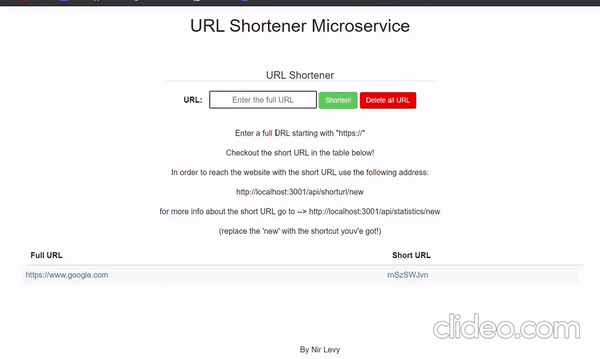 URL Shortener Microservice
URL Shortener
URL: Enter the full URL Shorten! Delete all URL
Enter a full URL starting with "https://"
Checkout the short URL in the table below!
In order to reach the website with the short URL use the following address:
http://localhost:3001/api/shorturl/new
for more info about the short URL go to --> http://localhost:3001/api/statistics/new
(replace the 'new' with the shortcut youv'e got!)
Full URL Short URL
https://www.google.com rnSzSWJvn
clideo.com
By Nir Levy